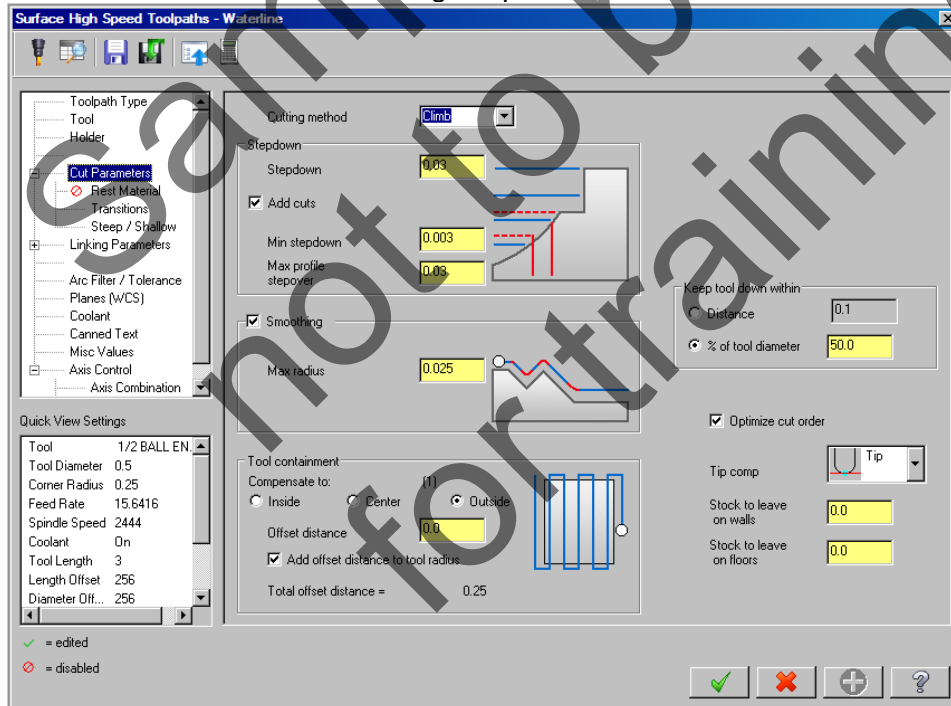 Surface High Speed Toolpaths - Waterline
Toolpath Type
Tool
Holder
Cut Parameters
Rest Material
Transitions
Steep / Shallow
Linking Parameters
Arc Filter / Tolerance
Planes (WCS)
Coolant
Canned Text
Misc Values
Axis Control
Axis Combination
Quick View Settings
Tool 1/2 BALL EN...
Tool Diameter 0.5
Corner Radius 0.25
Feed Rate 15.6416
Spindle Speed 2444
Coolant On
Tool Length 3
Length Offset 256
Diameter Off... 256
= edited
= disabled
Cutting method Climb
Stepdown
Stepdown 0.03
Add cuts
Min stepdown 0.003
Max profile
stepover 0.03
Smoothing
Max radius 0.025
Tool containment
Compensate to: (1)
Inside Center Outside
Offset distance 0.0
Add offset distance to tool radius
Total offset distance = 0.25
Keep tool down within
Distance 0.1
% of tool diameter 50.0
Optimize cut order
Tip comp Tip
Stock to leave
on walls 0.0
Stock to leave
on floors 0.0
not to b
for trainin